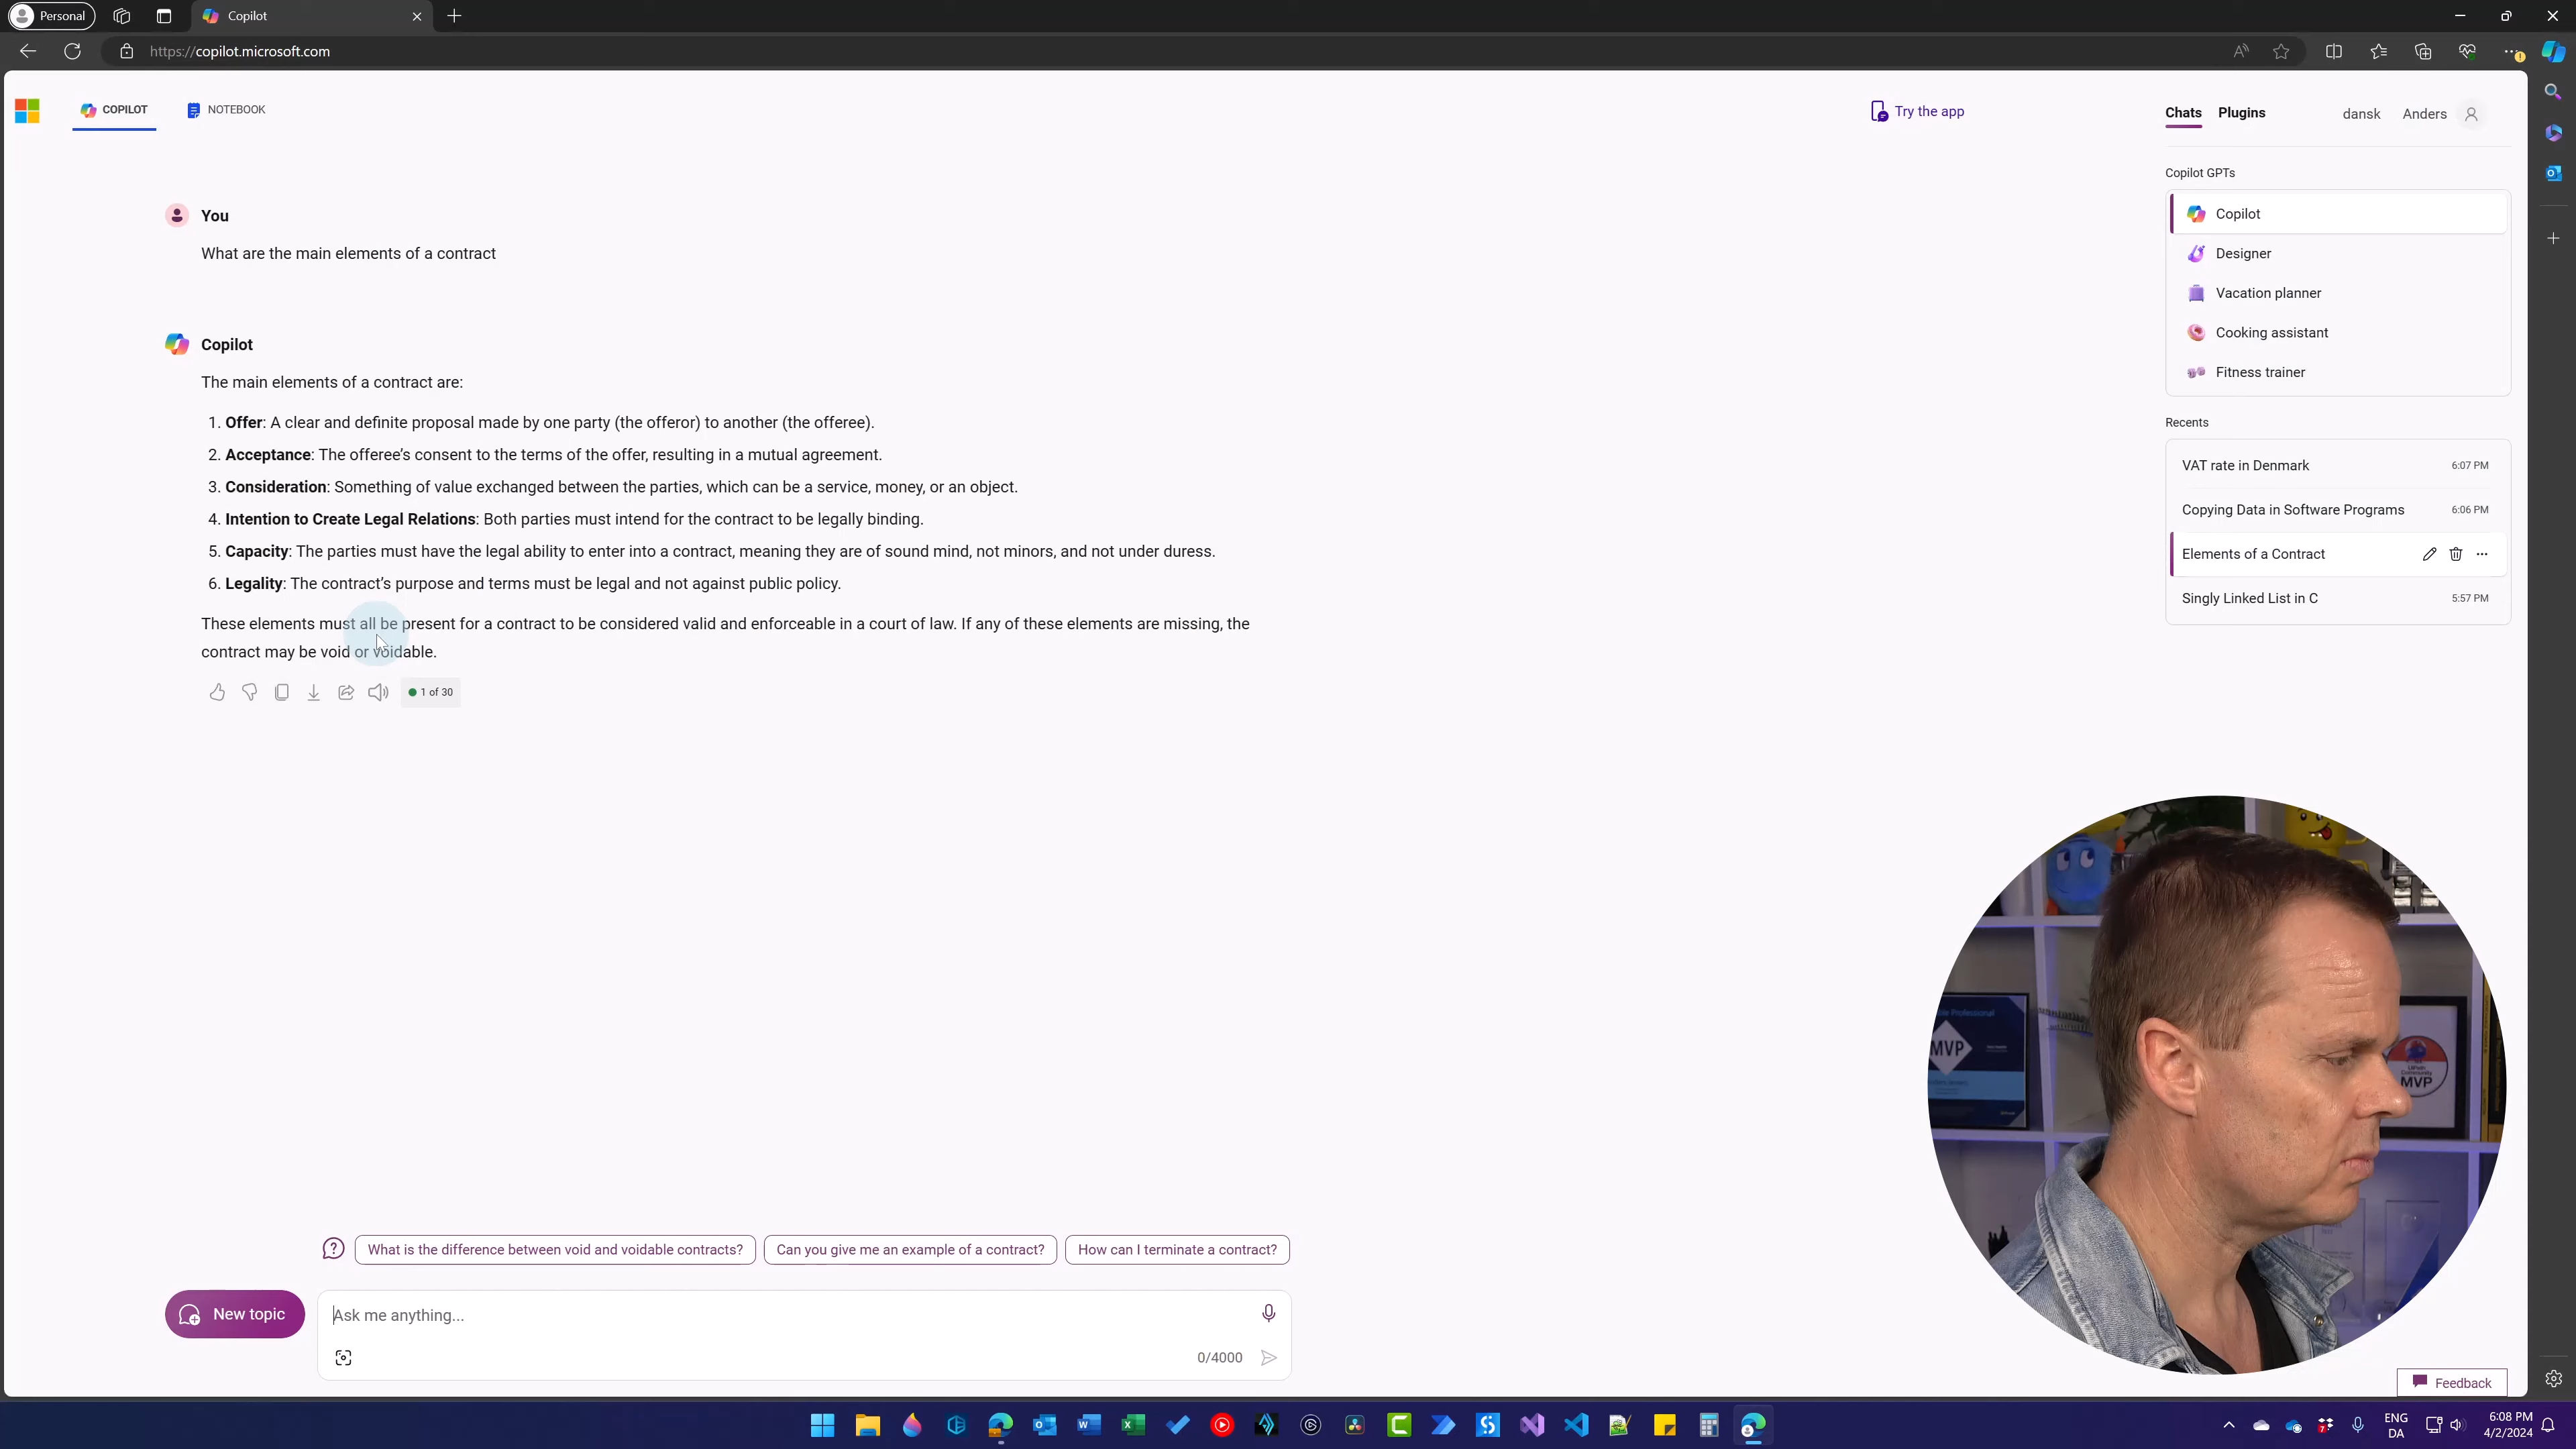 Personal
Copilot
https://copilot.microsoft.com
COPILOT
NOTEBOOK
Try the app
Chats
Plugins
dansk
Anders
You
What are the main elements of a contract
Copilot
The main elements of a contract are:
1. Offer: A clear and definite proposal made by one party (the offeror) to another (the offeree).
2. Acceptance: The offeree’s consent to the terms of the offer, resulting in a mutual agreement.
3. Consideration: Something of value exchanged between the parties, which can be a service, money, or an object.
4. Intention to Create Legal Relations: Both parties must intend for the contract to be legally binding.
5. Capacity: The parties must have the legal ability to enter into a contract, meaning they are of sound mind, not minors, and not under duress.
6. Legality: The contract’s purpose and terms must be legal and not against public policy.
These elements must all be present for a contract to be considered valid and enforceable in a court of law. If any of these elements are missing, the
contract may be void or voidable.
1 of 30
Copilot GPTs
Copilot
Designer
Vacation planner
Cooking assistant
Fitness trainer
Recents
VAT rate in Denmark 6:07 PM
Copying Data in Software Programs 6:06 PM
Elements of a Contract
Singly Linked List in C 5:57 PM
MVP
MVP
What is the difference between void and voidable contracts?
Can you give me an example of a contract?
How can I terminate a contract?
New topic
Ask me anything...
0/4000
Feedback
ENG
DA
6:08 PM
4/2/2024